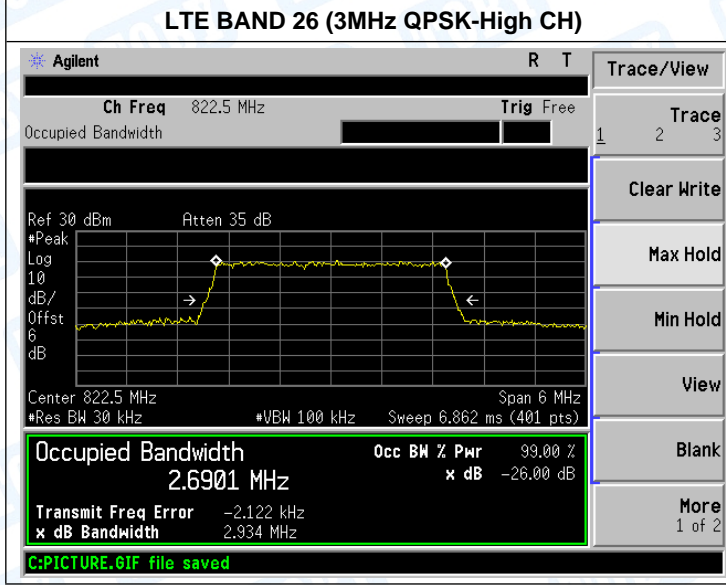 LTE BAND 26 (3MHz QPSK-High CH)
Agilent R T
Trace/View
Ch Freq 822.5 MHz Trig Free
Occupied Bandwidth
Trace
1 2 3
Clear Write
Ref 30 dBm Atten 35 dB
#Peak
Log
10
dB/
Offst
6
dB
Max Hold
Min Hold
View
Center 822.5 MHz Span 6 MHz
#Res BW 30 kHz #VBW 100 kHz Sweep 6.862 ms (401 pts)
Occupied Bandwidth Occ BW % Pwr 99.00 %
2.6901 MHz x dB -26.00 dB
Transmit Freq Error -2.122 kHz
x dB Bandwidth 2.934 MHz
Blank
More
1 of 2
C:PICTURE.GIF file saved